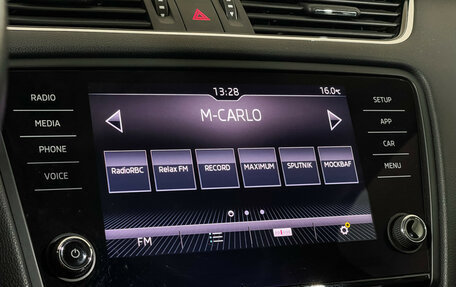 13:28
16.0℃
M-CARLO
RADIO
MEDIA
PHONE
VOICE
SETUP
APP
CAR
MENU
RadioRBC
Relax FM
RECORD
MAXIMUM
SPUTNIK
МОСКВАF
FM